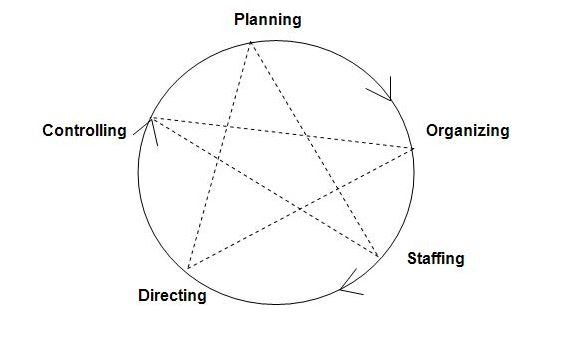 Planning
Controlling
Organizing
Staffing
Directing